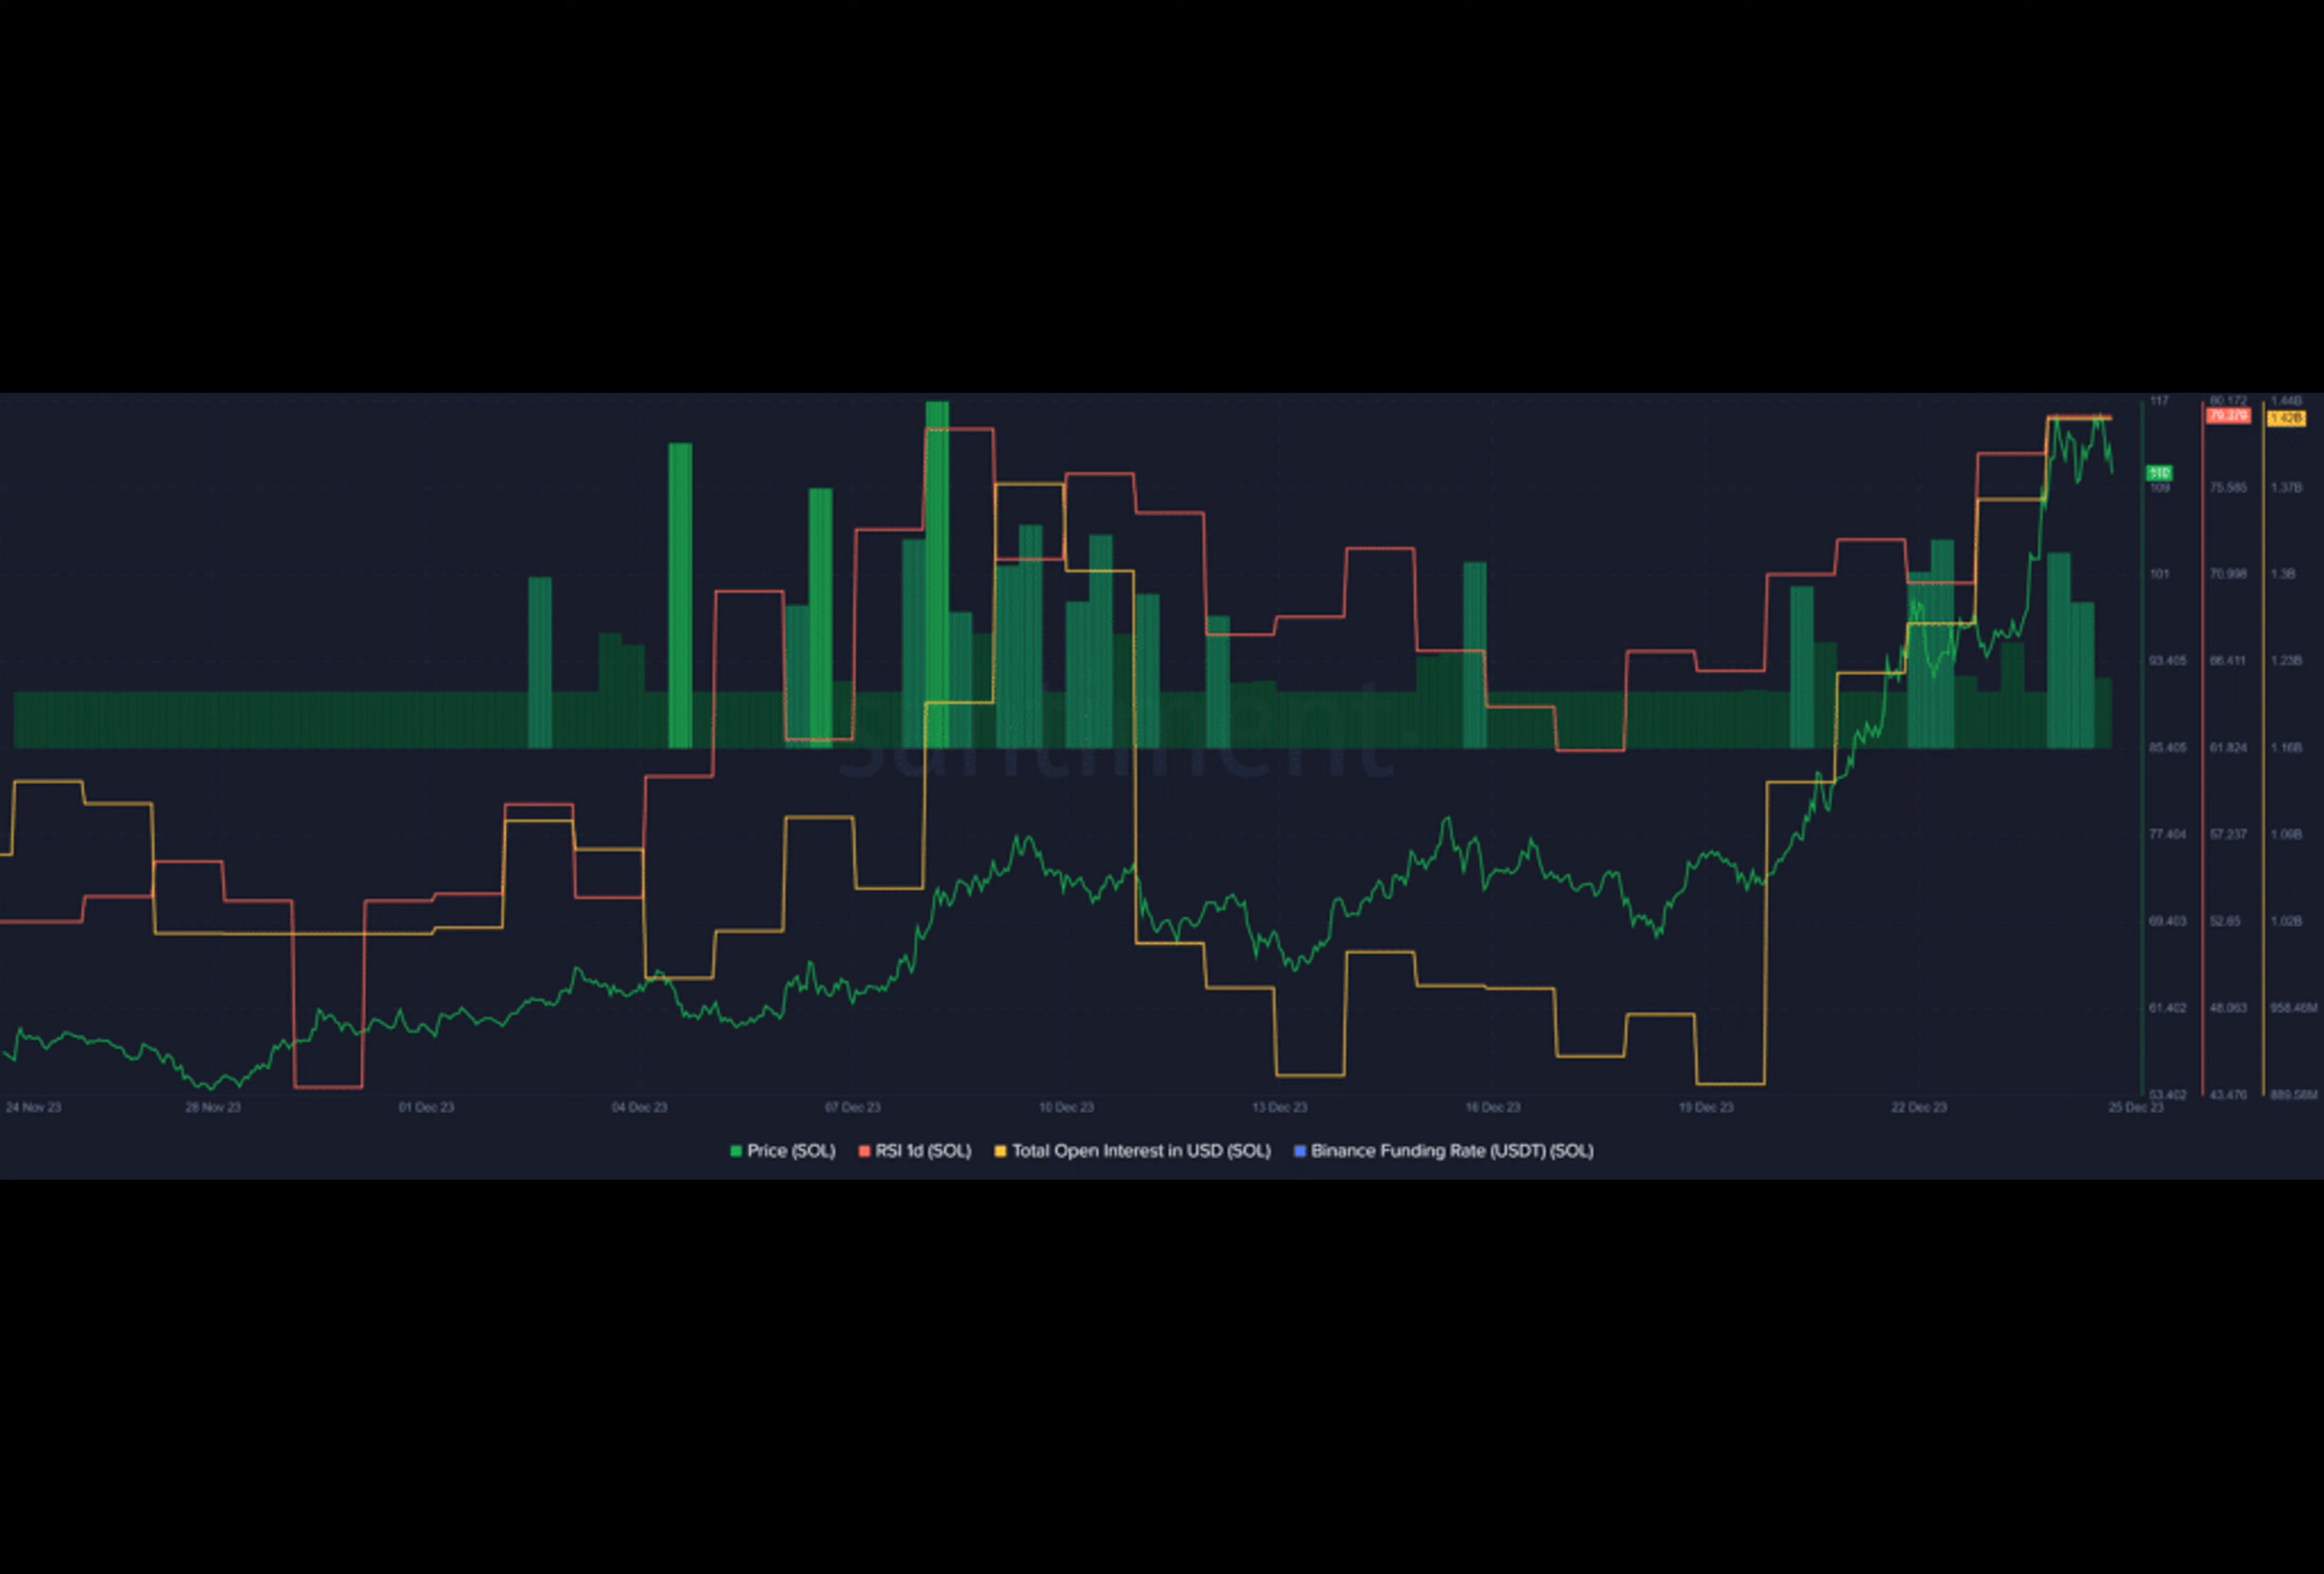 117 80.172 1.44B
79.370 1.42B
110
109 75.585 1.37B
101 70.998 1.3B
93.405 66.411 1.23B
santiment
85.405 61.824 1.16B
77.404 57.237 1.09B
69.403 52.65 1.02B
61.402 48.063 958.46M
53.402 43.476 889.58M
24 Nov 23 28 Nov 23 01 Dec 23 04 Dec 23 07 Dec 23 10 Dec 23 13 Dec 23 16 Dec 23 19 Dec 23 22 Dec 23 25 Dec 23
Price (SOL) RSI 1d (SOL) Total Open Interest in USD (SOL) Binance Funding Rate (USDT) (SOL)